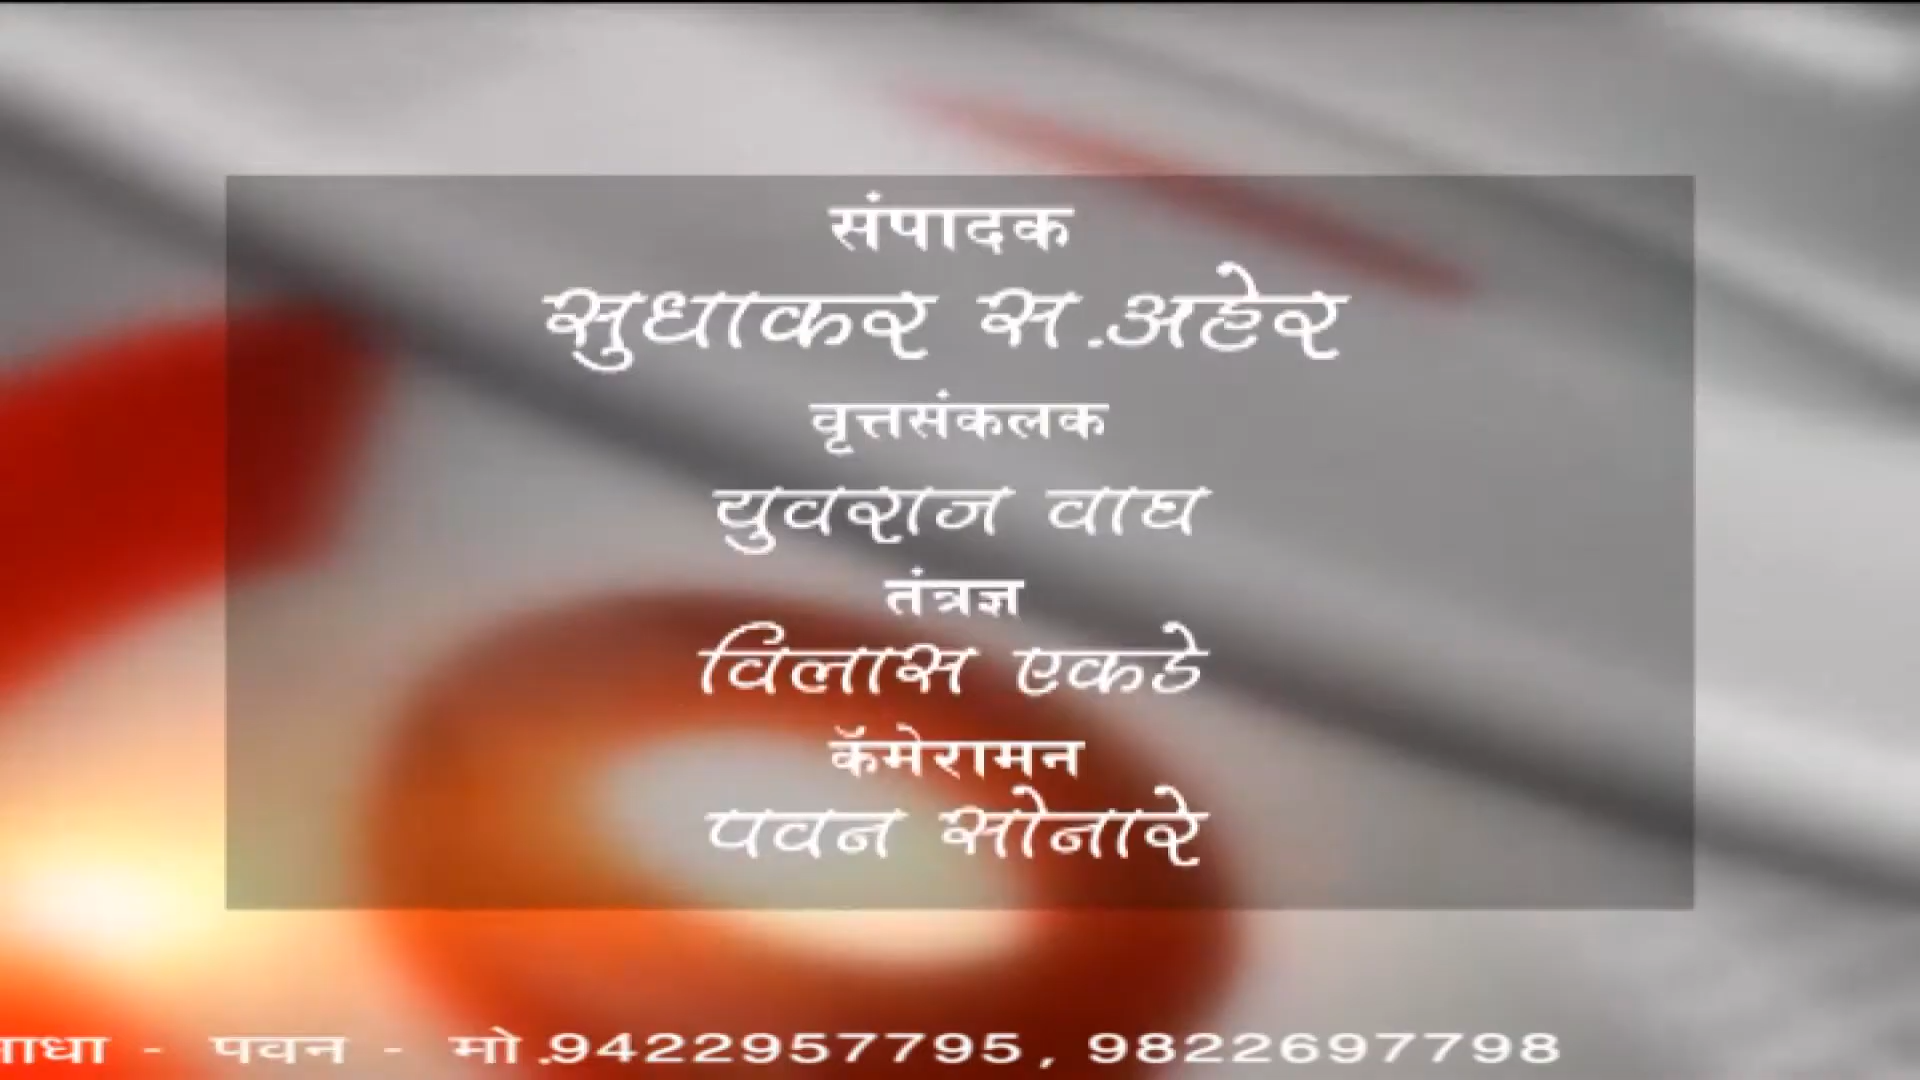 संपादक
सुधाकर स.अहेर
वृत्तसंकलक
युवराज वाघ
तंत्रज्ञ
विलास एकडे
कॅमेरामन
पवन सोनारे
- पवन - मो.9422957795, 9822697798